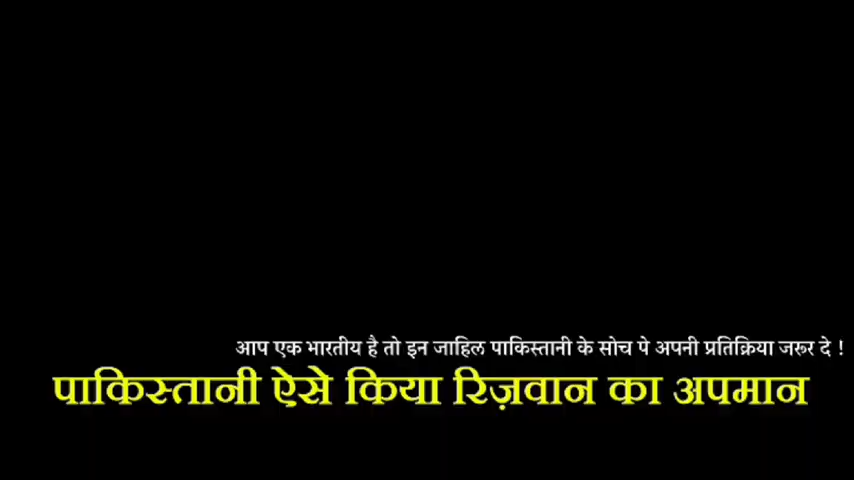 आप एक भारतीय है तो इन जाहिल पाकिस्तानी के सोच पे अपनी प्रतिक्रिया जरूर दे !
पाकिस्तानी ऐसे किया रिज़वान का अपमान